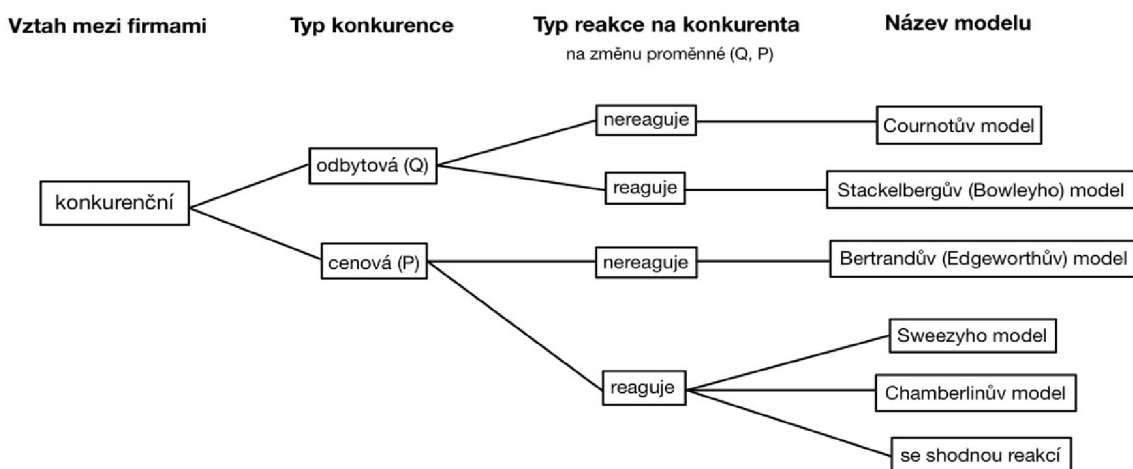 Vztah mezi firmami
Typ konkurence
Typ reakce na konkurenta
na změnu proměnné (Q, P)
Název modelu
konkurenční
odbytová (Q)
nereaguje
Cournotův model
reaguje
Stackelbergův (Bowleyho) model
cenová (P)
nereaguje
Bertrandův (Edgeworthův) model
reaguje
Sweezyho model
Chamberlinův model
se shodnou reakcí